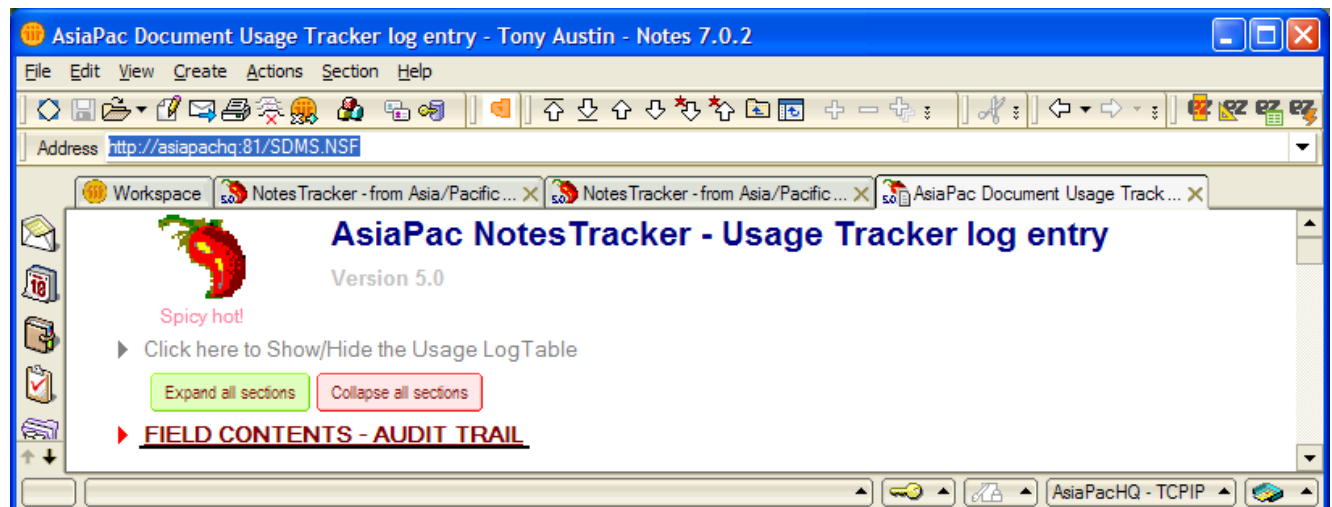 AsiaPac Document Usage Tracker log entry - Tony Austin - Notes 7.0.2
File Edit View Create Actions Section Help
Address http://asiapachq:81/SDMS.NSF
Workspace NotesTracker - from Asia/Pacific ... NotesTracker - from Asia/Pacific ... AsiaPac Document Usage Track ...
AsiaPac NotesTracker - Usage Tracker log entry
Version 5.0
Spicy hot!
Click here to Show/Hide the Usage LogTable
Expand all sections Collapse all sections
FIELD CONTENTS - AUDIT TRAIL
AsiaPacHQ - TCPIP